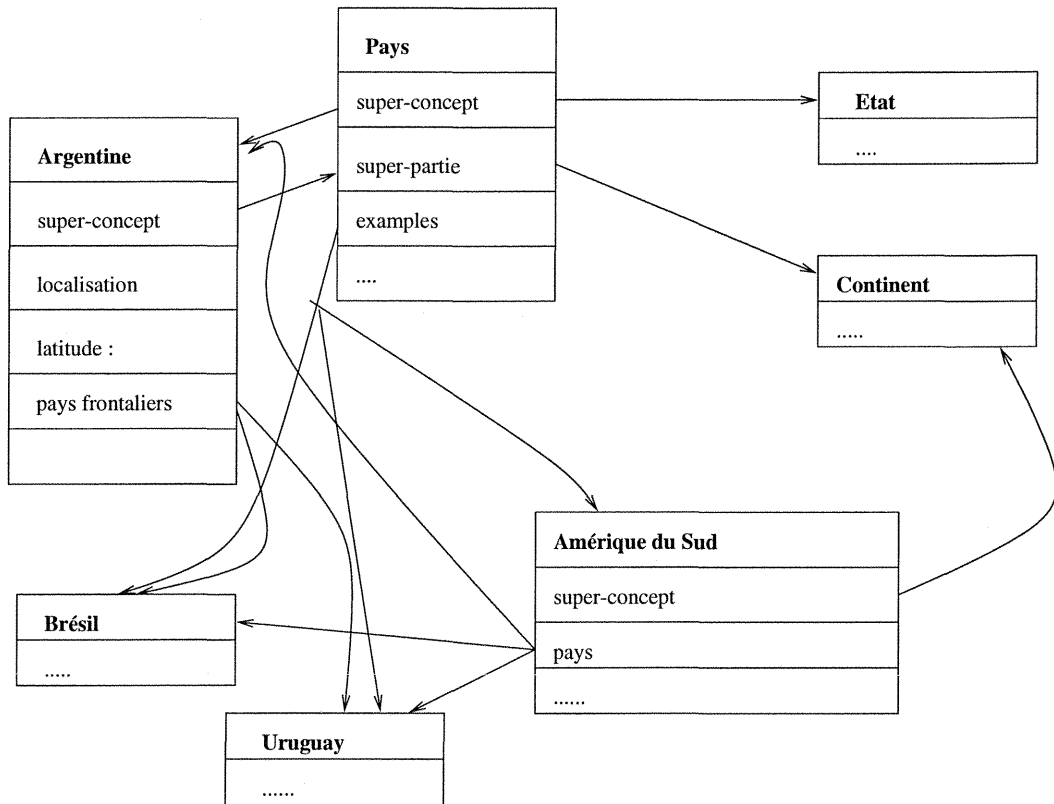 Pays
super-concept
super-partie
examples
....
Etat
....
Argentine
super-concept
localisation
latitude :
pays frontaliers
Continent
.....
Amérique du Sud
super-concept
pays
......
Brésil
.....
Uruguay
......